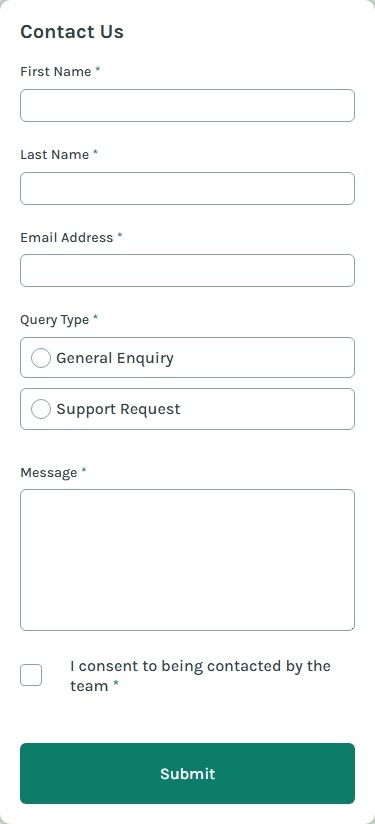 Contact Us
First Name *
Last Name *
Email Address *
Query Type *
General Enquiry
Support Request
Message *
I consent to being contacted by the
team *
Submit